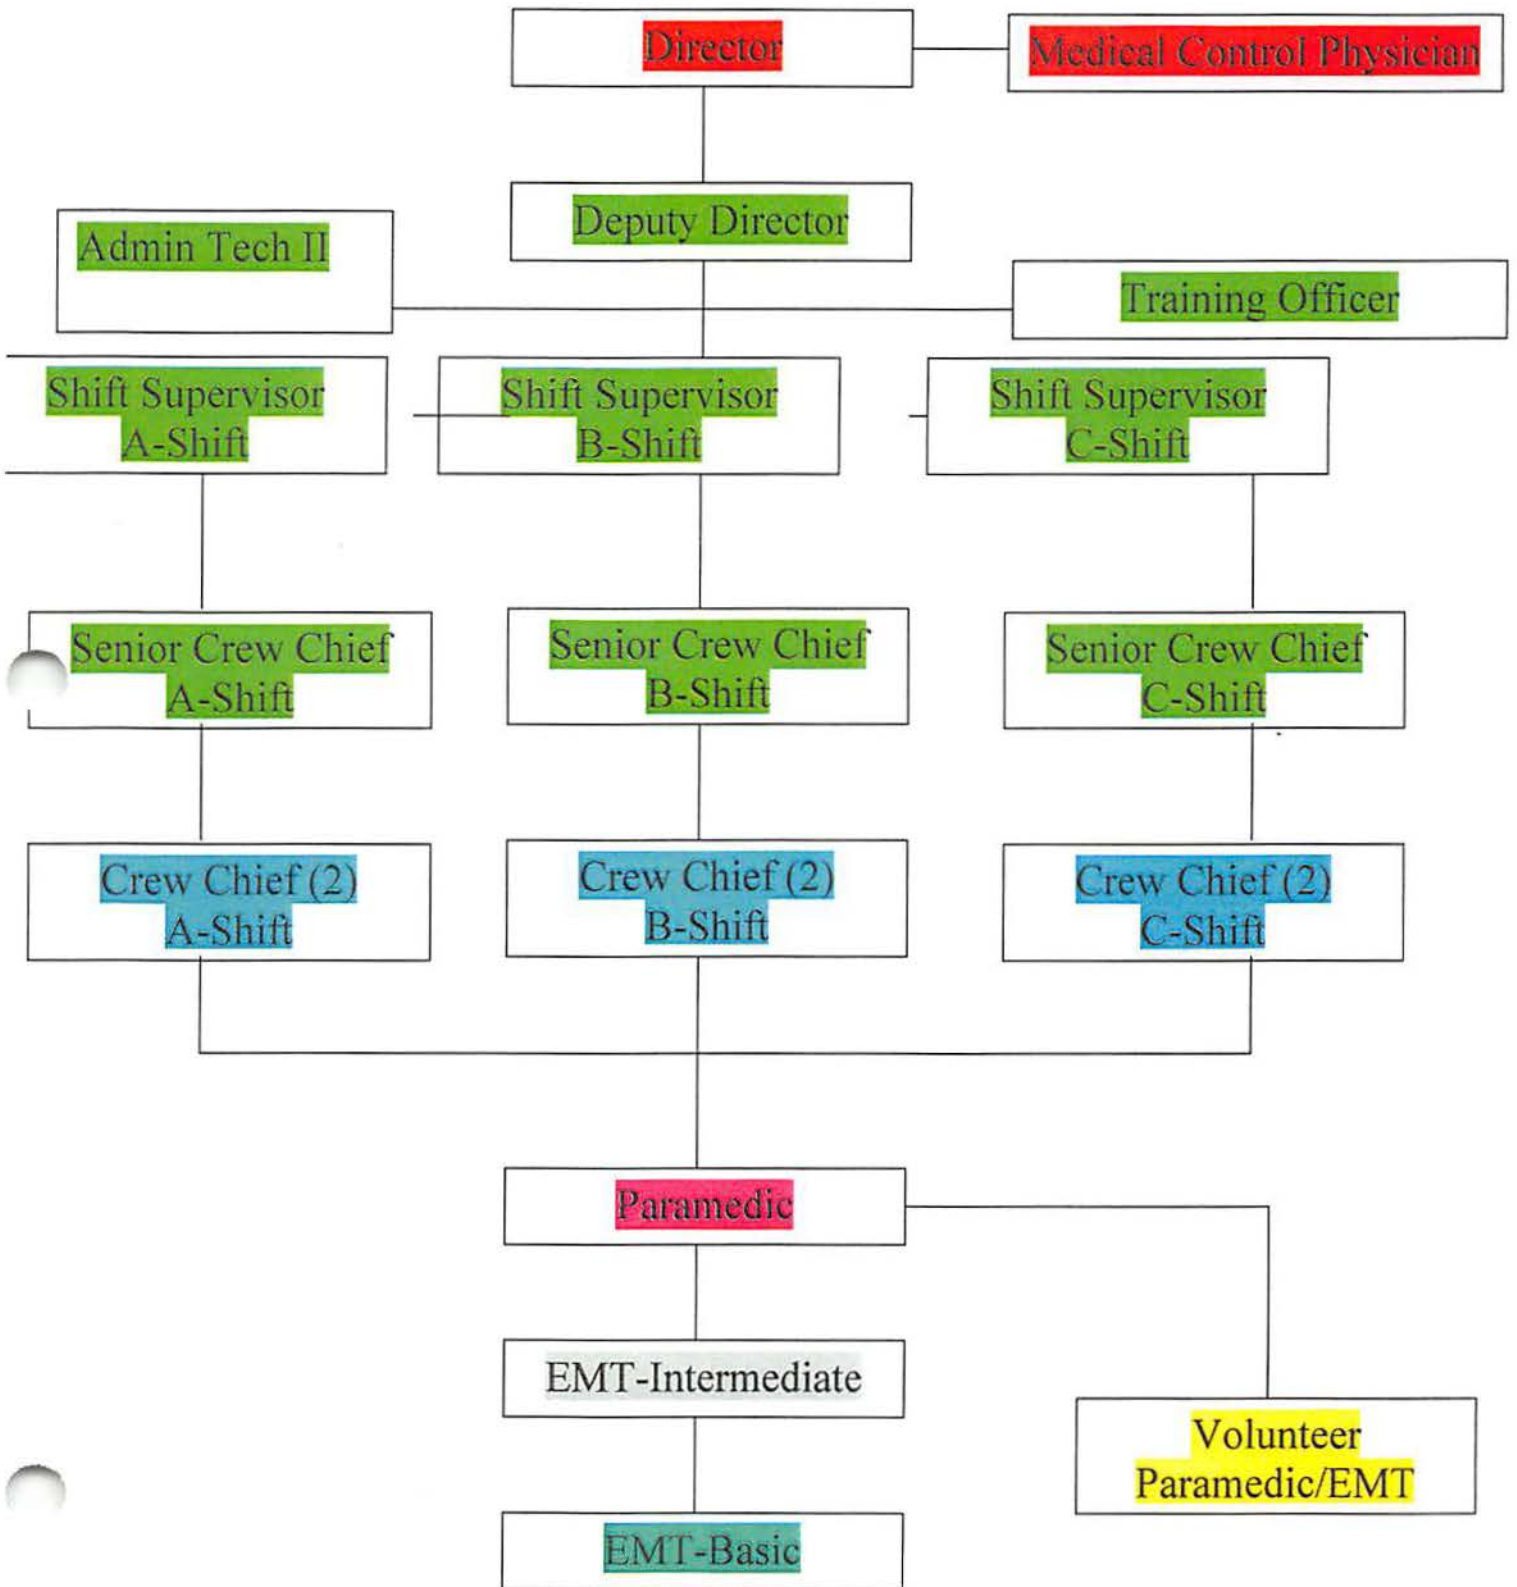 Director
Medical Control Physician
Deputy Director
Admin Tech II
Training Officer
Shift Supervisor
A-Shift
Shift Supervisor
B-Shift
Shift Supervisor
C-Shift
Senior Crew Chief
A-Shift
Senior Crew Chief
B-Shift
Senior Crew Chief
C-Shift
Crew Chief (2)
A-Shift
Crew Chief (2)
B-Shift
Crew Chief (2)
C-Shift
Paramedic
EMT-Intermediate
Volunteer
Paramedic/EMT
EMT-Basic